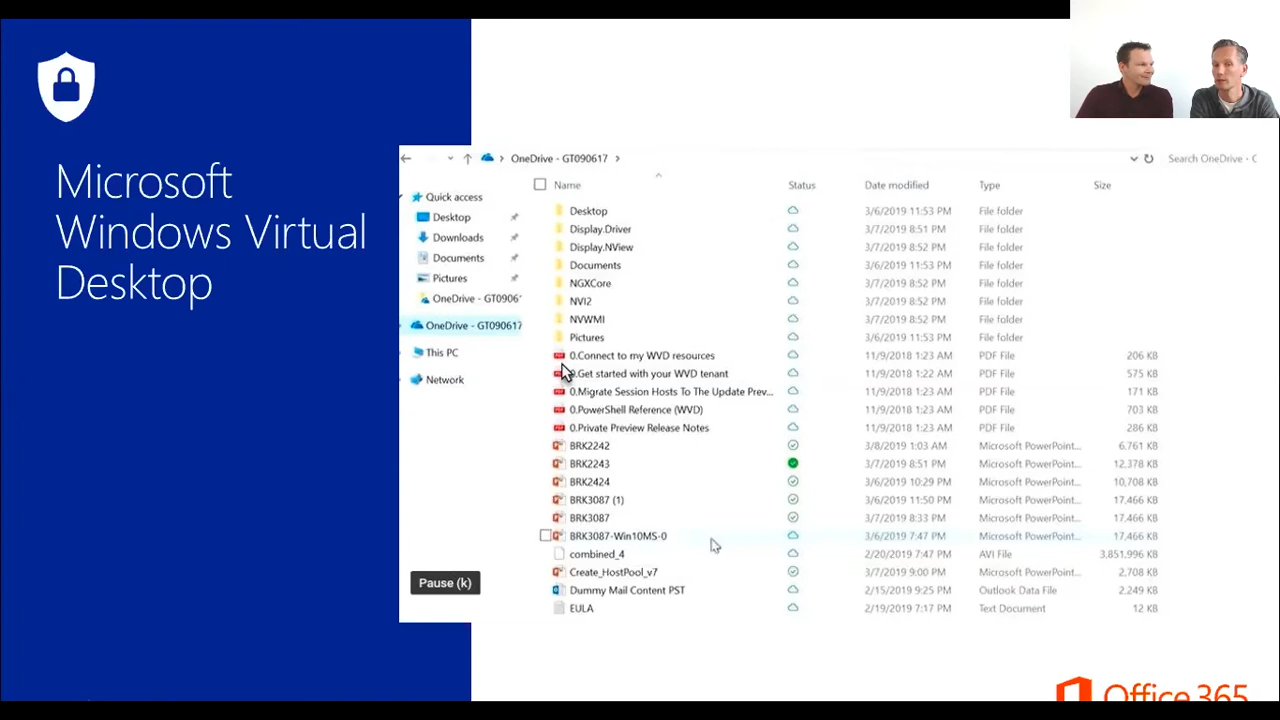 Microsoft
Windows Virtual
Desktop
OneDrive - GT090617
Search OneDrive - G
Quick access
Desktop
Downloads
Documents
Pictures
OneDrive - GT09061
OneDrive - GT090617
This PC
Network
Name Status Date modified Type Size
Desktop 3/6/2019 11:53 PM File folder
Display.Driver 3/7/2019 8:51 PM File folder
Display.NView 3/7/2019 8:52 PM File folder
Documents 3/6/2019 11:53 PM File folder
NGXCore 3/7/2019 8:52 PM File folder
NVI2 3/7/2019 8:52 PM File folder
NVWMI 3/7/2019 8:52 PM File folder
Pictures 3/6/2019 11:53 PM File folder
0.Connect to my WVD resources 11/9/2018 1:23 AM PDF File 206 KB
0.Get started with your WVD tenant 11/9/2018 1:22 AM PDF File 575 KB
0.Migrate Session Hosts To The Update Prev... 11/9/2018 1:23 AM PDF File 171 KB
0.PowerShell Reference (WVD) 11/9/2018 1:23 AM PDF File 703 KB
0.Private Preview Release Notes 11/9/2018 1:23 AM PDF File 286 KB
BRK2242 3/8/2019 1:03 AM Microsoft PowerPoint... 6,761 KB
BRK2243 3/7/2019 8:51 PM Microsoft PowerPoint... 12,378 KB
BRK2424 3/6/2019 10:29 PM Microsoft PowerPoint... 10,708 KB
BRK3087 (1) 3/6/2019 11:50 PM Microsoft PowerPoint... 17,466 KB
BRK3087 3/7/2019 8:33 PM Microsoft PowerPoint... 17,466 KB
BRK3087-Win10MS-0 3/6/2019 7:47 PM Microsoft PowerPoint... 17,466 KB
combined_4 2/20/2019 7:47 PM AVI File 3,851,996 KB
Create_HostPool_v7 3/7/2019 9:00 PM Microsoft PowerPoint... 2,708 KB
Dummy Mail Content PST 2/15/2019 9:25 PM Outlook Data File 2,249 KB
EULA 2/19/2019 7:17 PM Text Document 12 KB
Pause (k)
Office 365